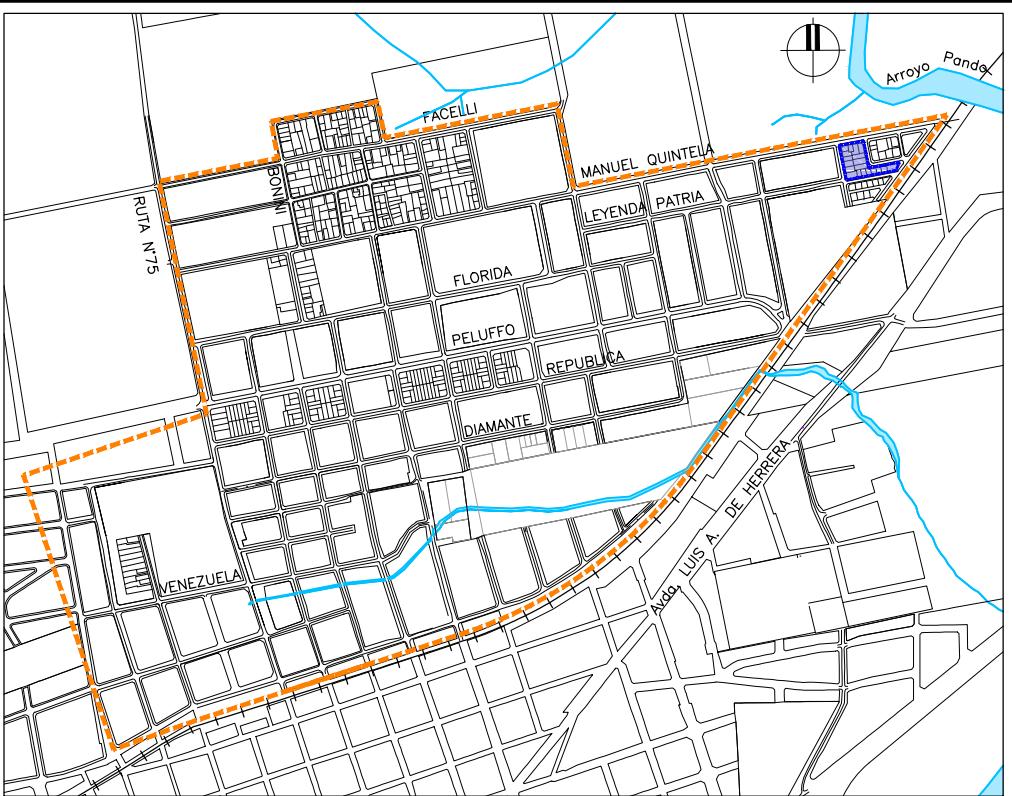 Arroyo Pando
FACELLI
MANUEL QUINTELA
BONINI
RUTA N°75
LEYENDA PATRIA
FLORIDA
PELUFFO
REPUBLICA
DIAMANTE
Avda. LUIS A. DE HERRERA
VENEZUELA